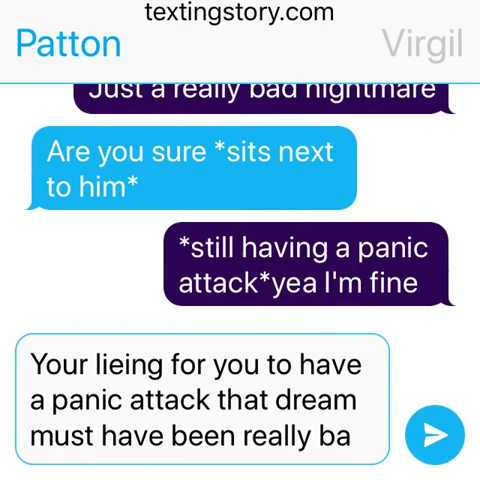 textingstory.com
Patton
Virgil
Just a really bad nightmare
Are you sure *sits next
to him*
*still having a panic
attack*yea I'm fine
Your lieing for you to have
a panic attack that dream
must have been really ba